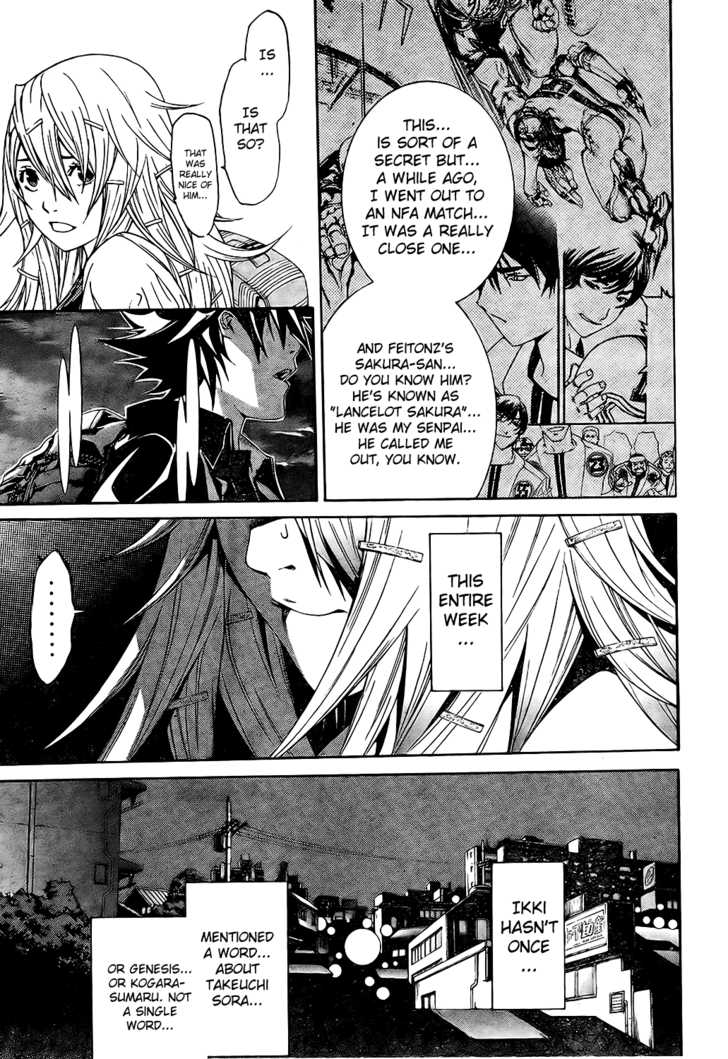 THIS...
IS SORT OF A
SECRET BUT...
A WHILE AGO,
I WENT OUT TO
AN NFA MATCH...
IT WAS A REALLY
CLOSE ONE...
AND FEITONZ'S
SAKURA-SAN...
DO YOU KNOW HIM?
HE'S KNOWN AS
"LANCELOT SAKURA"...
HE WAS MY SENPAI...
HE CALLED ME
OUT, YOU KNOW.
IS
...
IS
THAT
SO?
THAT
WAS
REALLY
NICE OF
HIM...
THIS
ENTIRE
WEEK
...
.......
IKKI
HASN'T
ONCE
...
MENTIONED
A WORD...
ABOUT
TAKEUCHI
SORA...
OR GENESIS...
OR KOGARA-
SUMARU. NOT
A SINGLE
WORD...